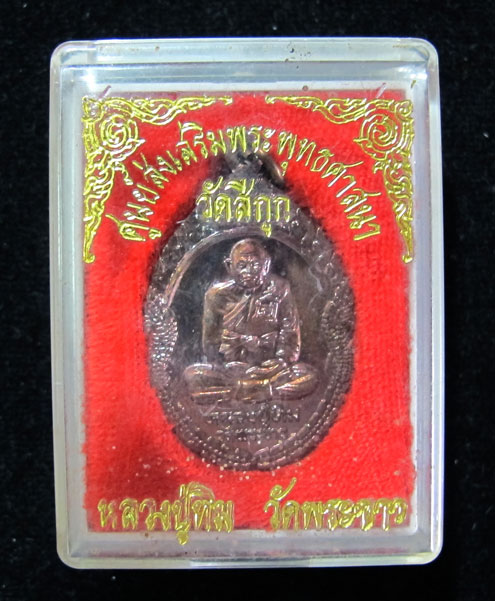 ศูนย์ส่งเสริมพระพุทธศาสนา
วัดสีกุก
หลวงปู่ทิม
หลวงปู่ทิม วัดพระขาว